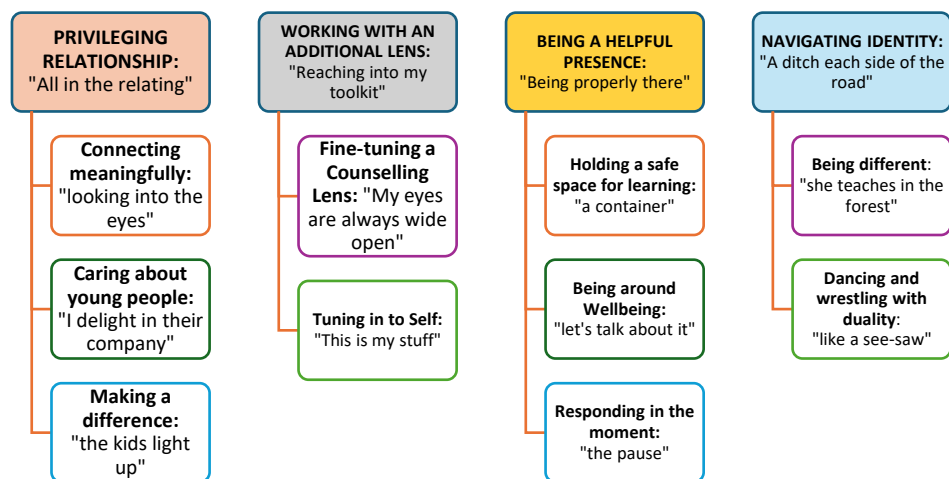 PRIVILEGING
RELATIONSHIP:
"All in the relating"
Connecting
meaningfully:
"looking into the
eyes"
Caring about
young people:
"I delight in their
company"
Making a
difference:
"the kids light
up"
WORKING WITH AN
ADDITIONAL LENS:
"Reaching into my
toolkit"
Fine-tuning a
Counselling
Lens: "My eyes
are always wide
open"
Tuning in to Self:
"This is my stuff"
BEING A HELPFUL
PRESENCE:
"Being properly there"
Holding a safe
space for learning:
"a container"
Being around
Wellbeing:
"let's talk about it"
Responding in the
moment:
"the pause"
NAVIGATING IDENTITY:
"A ditch each side of the
road"
Being different:
"she teaches in the
forest"
Dancing and
wrestling with
duality:
"like a see-saw"